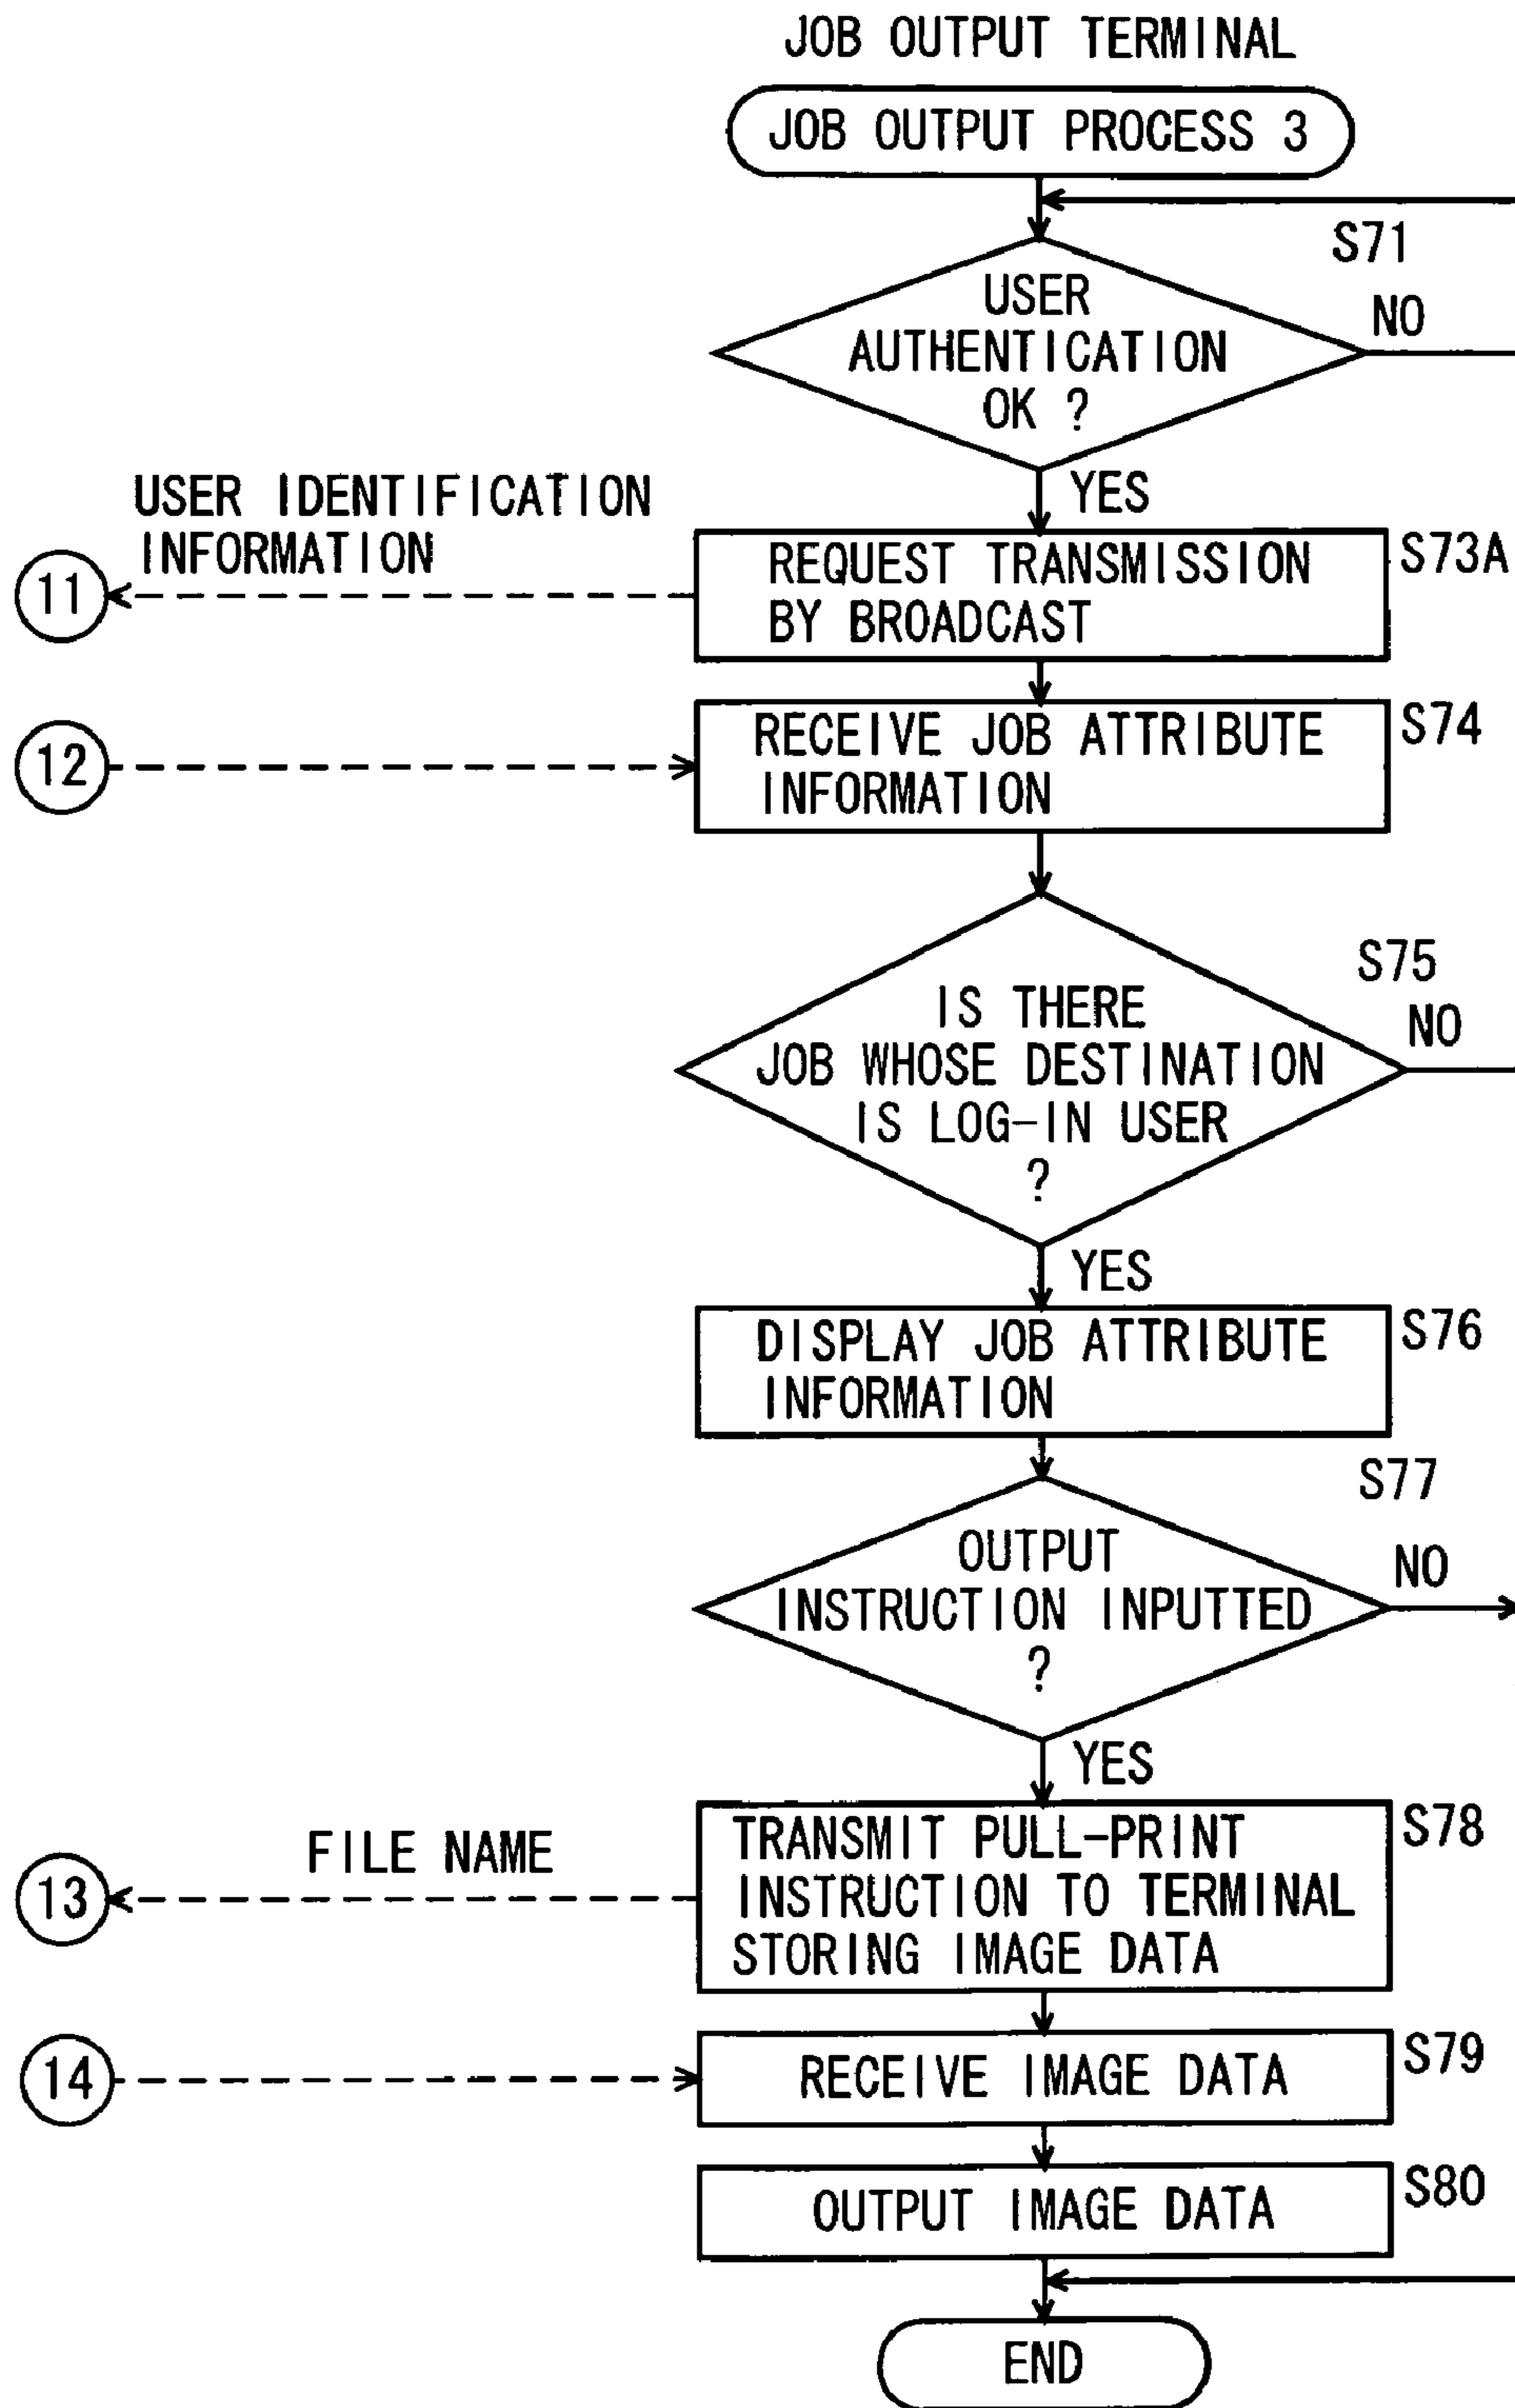 JOB OUTPUT TERMINAL
JOB OUTPUT PROCESS 3
S71
USER
AUTHENTICATION
OK ?
NO
YES
USER IDENTIFICATION
INFORMATION
11
REQUEST TRANSMISSION
BY BROADCAST
S73A
12
RECEIVE JOB ATTRIBUTE
INFORMATION
S74
S75
IS THERE
JOB WHOSE DESTINATION
IS LOG-IN USER
?
NO
YES
DISPLAY JOB ATTRIBUTE
INFORMATION
S76
S77
OUTPUT
INSTRUCTION INPUTTED
?
NO
YES
FILE NAME
13
TRANSMIT PULL-PRINT
INSTRUCTION TO TERMINAL
STORING IMAGE DATA
S78
14
RECEIVE IMAGE DATA
S79
OUTPUT IMAGE DATA
S80
END